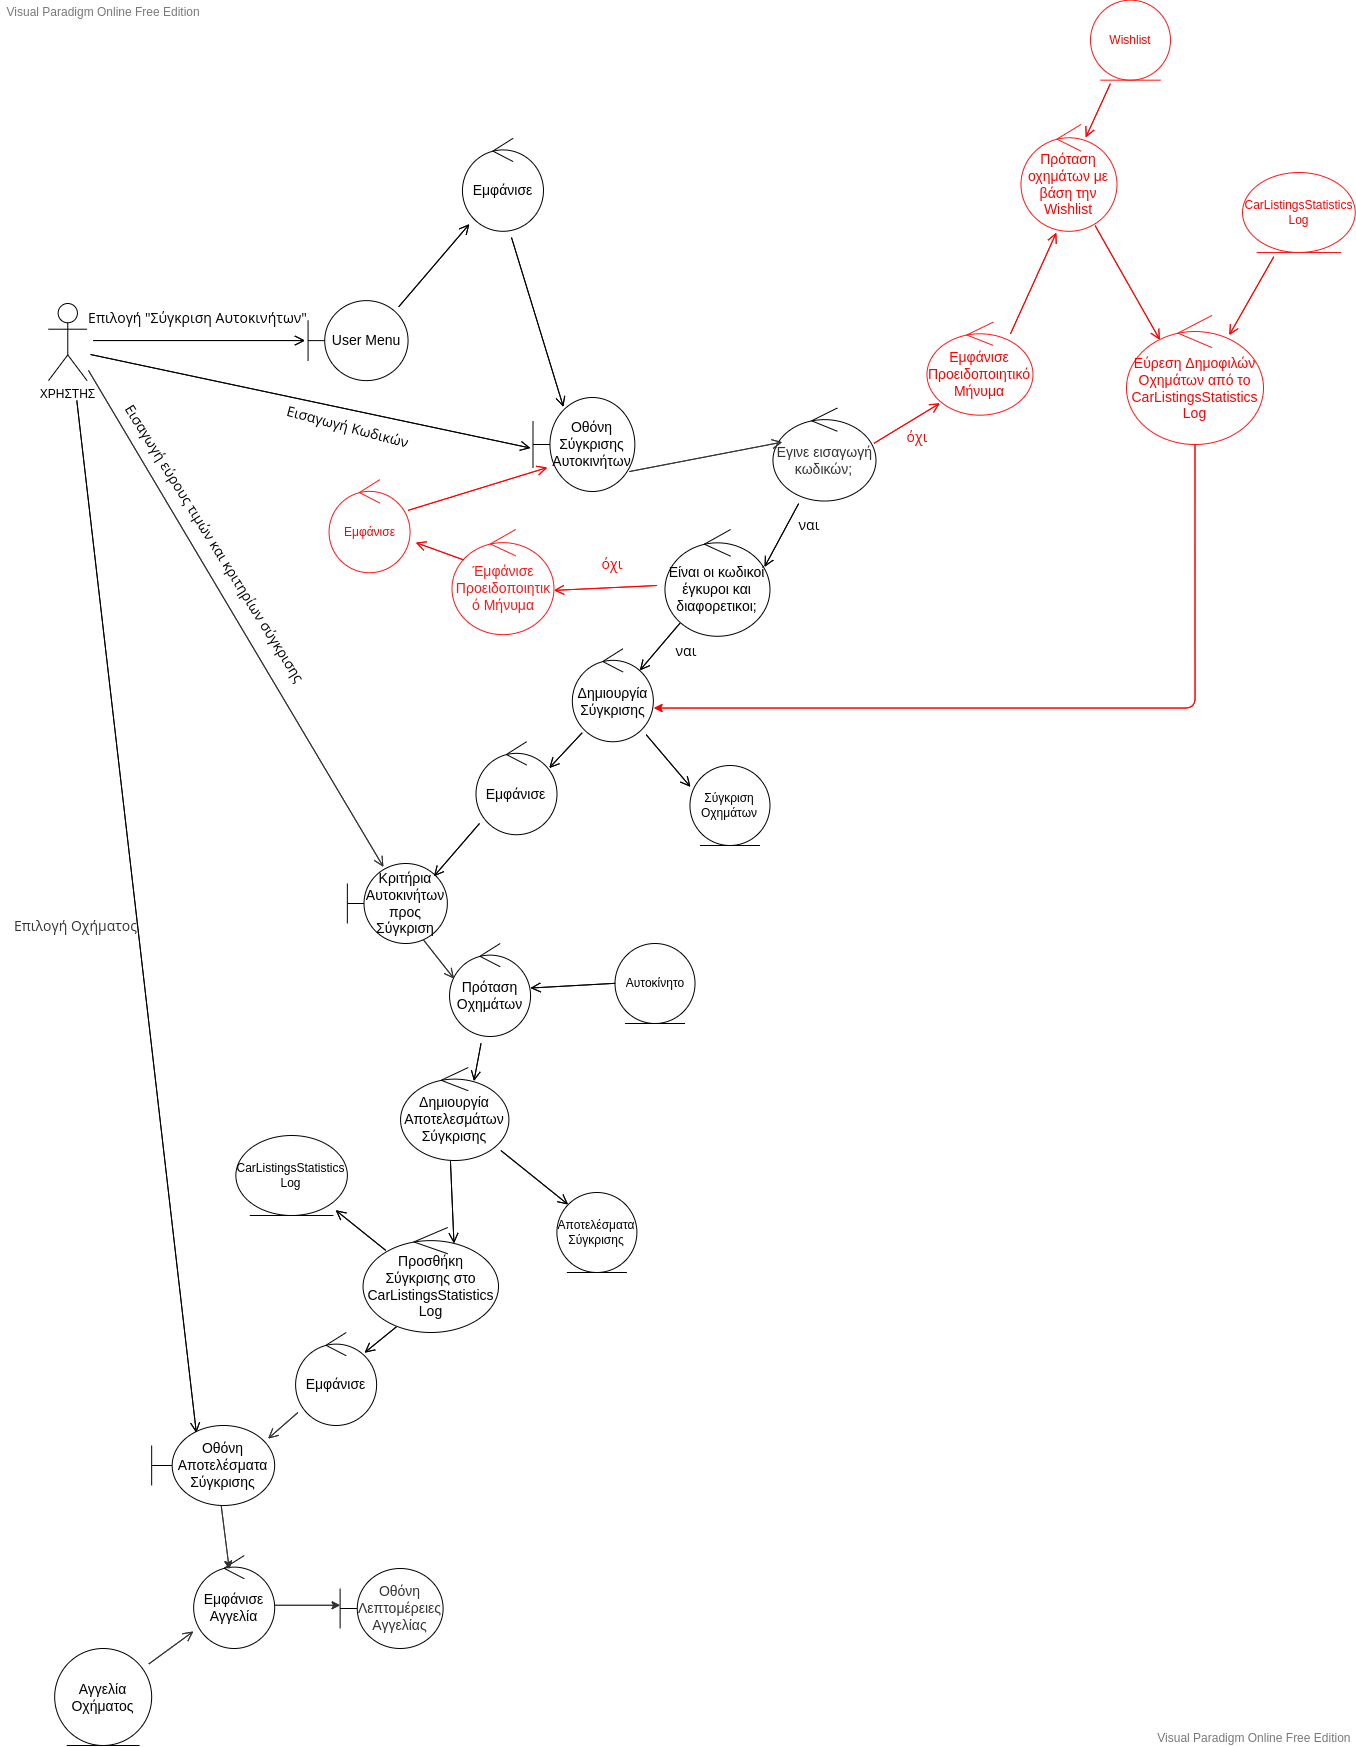 Visual Paradigm Online Free Edition
Wishlist
Πρόταση
οχημάτων με
βάση την
Wishlist
Εμφάνισε
CarListingsStatistics
Log
Επιλογή "Σύγκριση Αυτοκινήτων"
User Menu
ΧΡΗΣΤΗΣ
Εμφάνισε
Προειδοποιητικό
Μήνυμα
Εύρεση Δημοφιλών
Οχημάτων από το
CarListingsStatistics
Log
Εισαγωγή Κωδικών
Οθόνη
Σύγκρισης
Αυτοκινήτων
όχι
Έγινε εισαγωγή
κωδικών;
Εισαγωγή εύρους τιμών και κριτηρίων σύγκρισης
Εμφάνισε
ναι
όχι
Έμφάνισε
Προειδοποιητικ
ό Μήνυμα
Είναι οι κωδικοί
έγκυροι και
διαφορετικοι;
ναι
Δημιουργία
Σύγκρισης
Εμφάνισε
Σύγκριση
Οχημάτων
Κριτήρια
Αυτοκινήτων
προς
Σύγκριση
Επιλογή Οχήματος
Πρόταση
Οχημάτων
Αυτοκίνητο
Δημιουργία
Αποτελεσμάτων
Σύγκρισης
CarListingsStatistics
Log
Αποτελέσματα
Σύγκρισης
Προσθήκη
Σύγκρισης στο
CarListingsStatistics
Log
Εμφάνισε
Οθόνη
Αποτελέσματα
Σύγκρισης
Εμφάνισε
Αγγελία
Οθόνη
Λεπτομέρειες
Αγγελίας
Αγγελία
Οχήματος
Visual Paradigm Online Free Edition